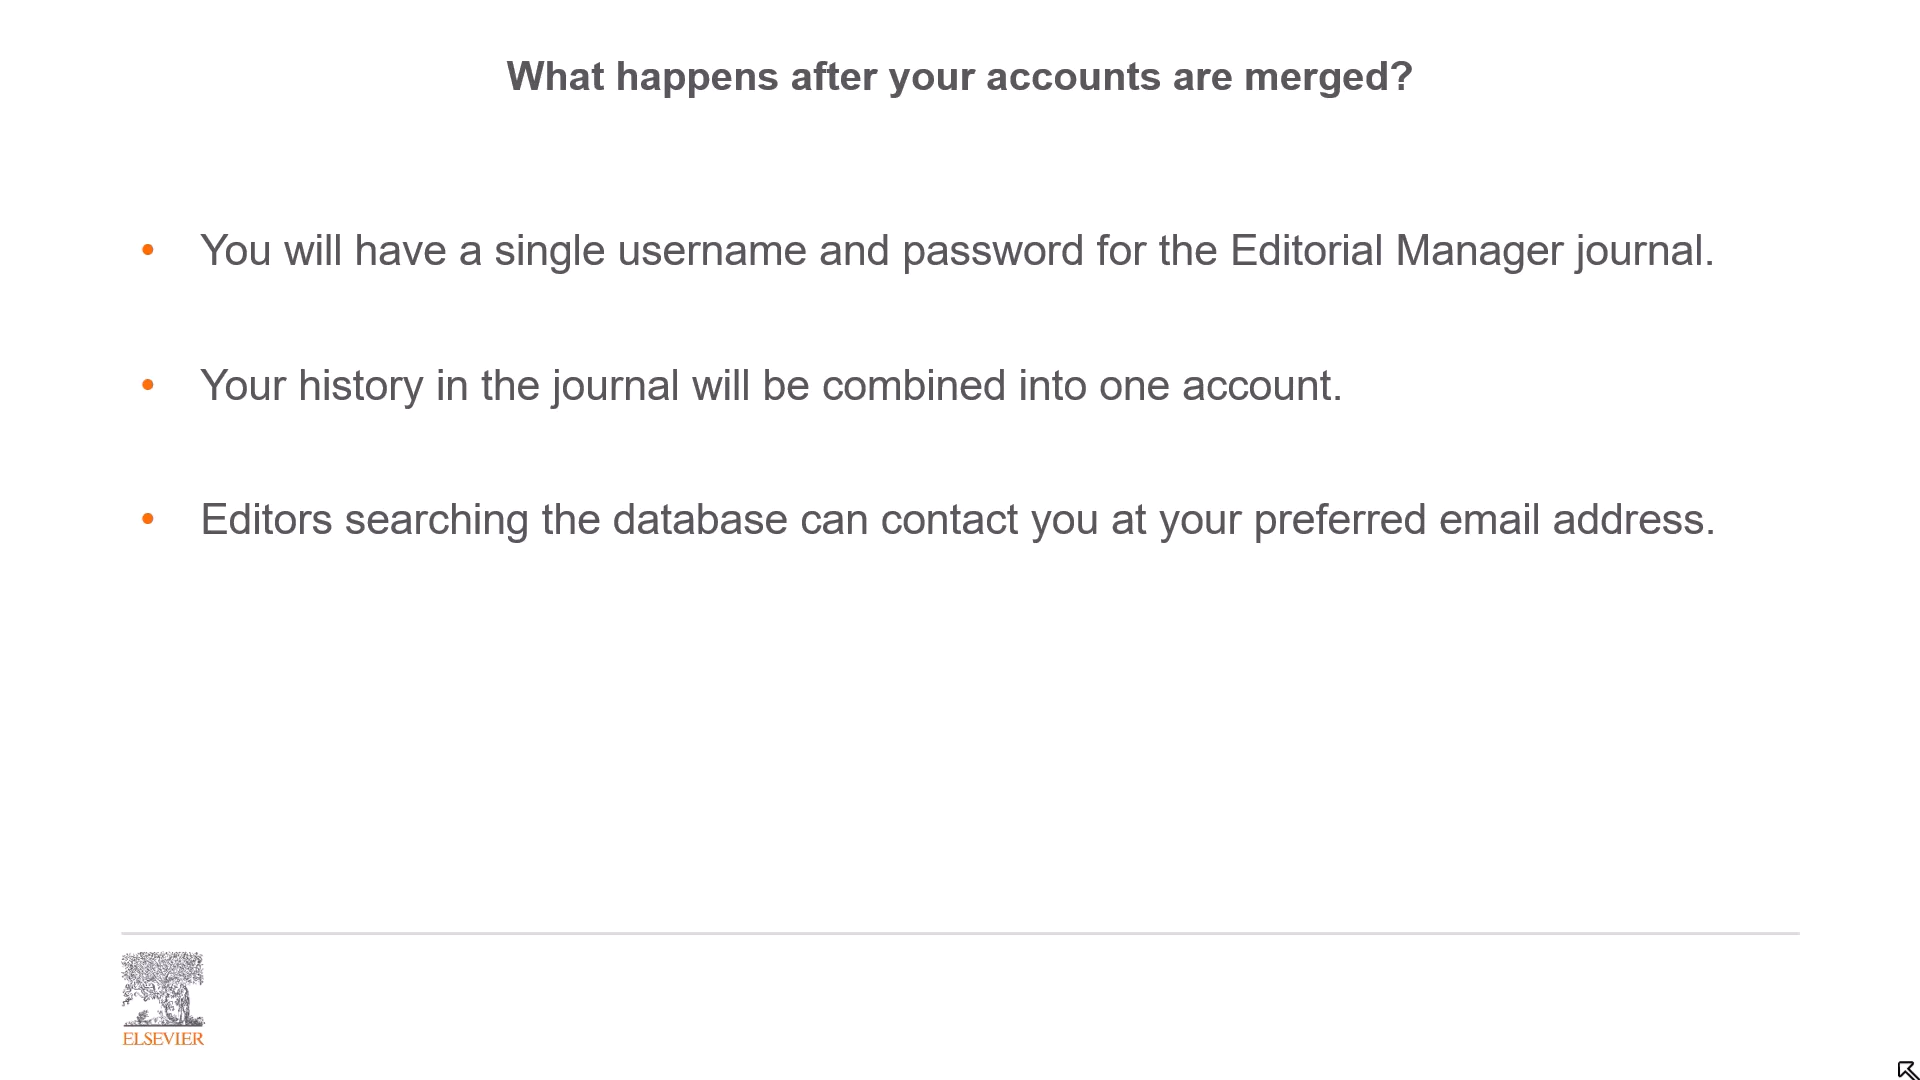 What happens after your accounts are merged?
• You will have a single username and password for the Editorial Manager journal.
• Your history in the journal will be combined into one account.
• Editors searching the database can contact you at your preferred email address.
ELSEVIER